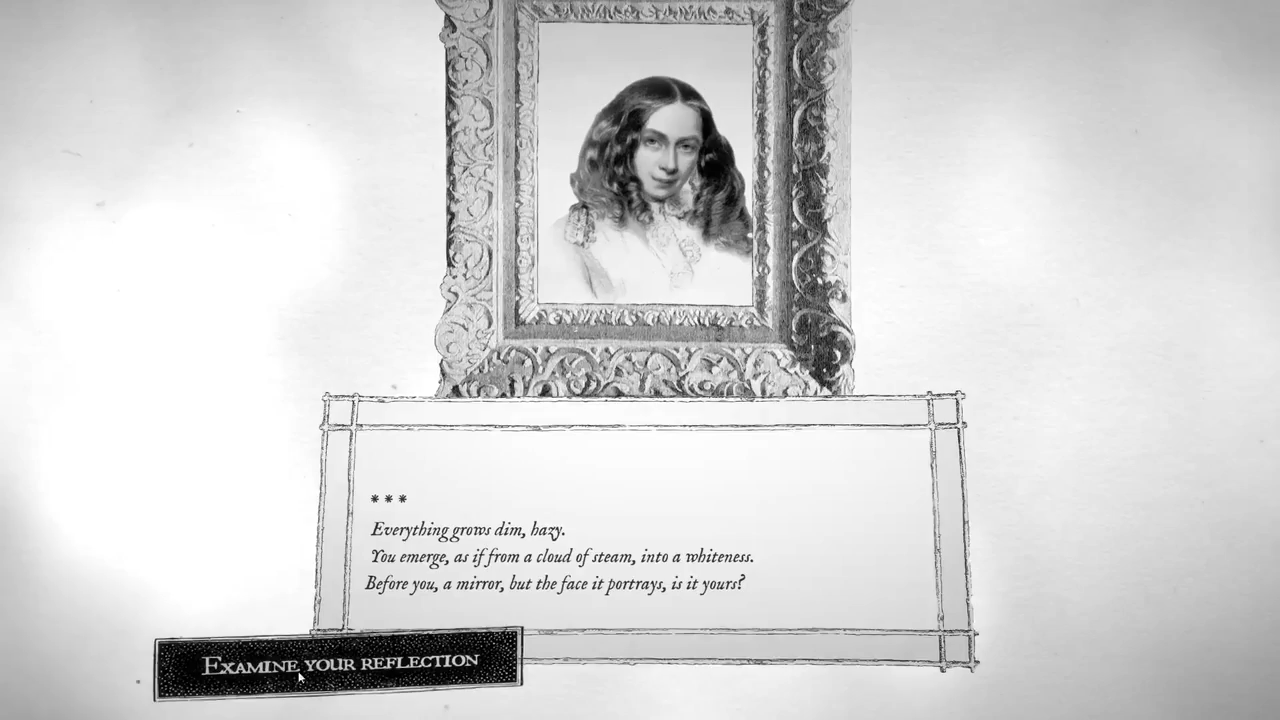 ***
Everything grows dim, hazy.
You emerge, as if from a cloud of steam, into a whiteness.
Before you, a mirror, but the face it portrays, is it yours?
Examine your reflection